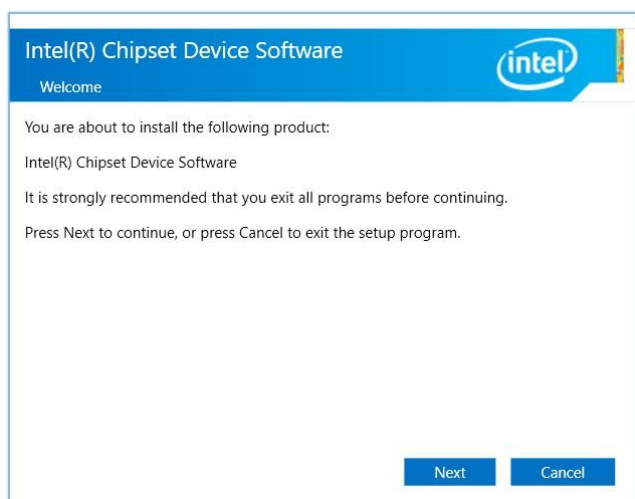 Intel(R) Chipset Device Software
intel
Welcome
You are about to install the following product:
Intel(R) Chipset Device Software
It is strongly recommended that you exit all programs before continuing.
Press Next to continue, or press Cancel to exit the setup program.
Next
Cancel